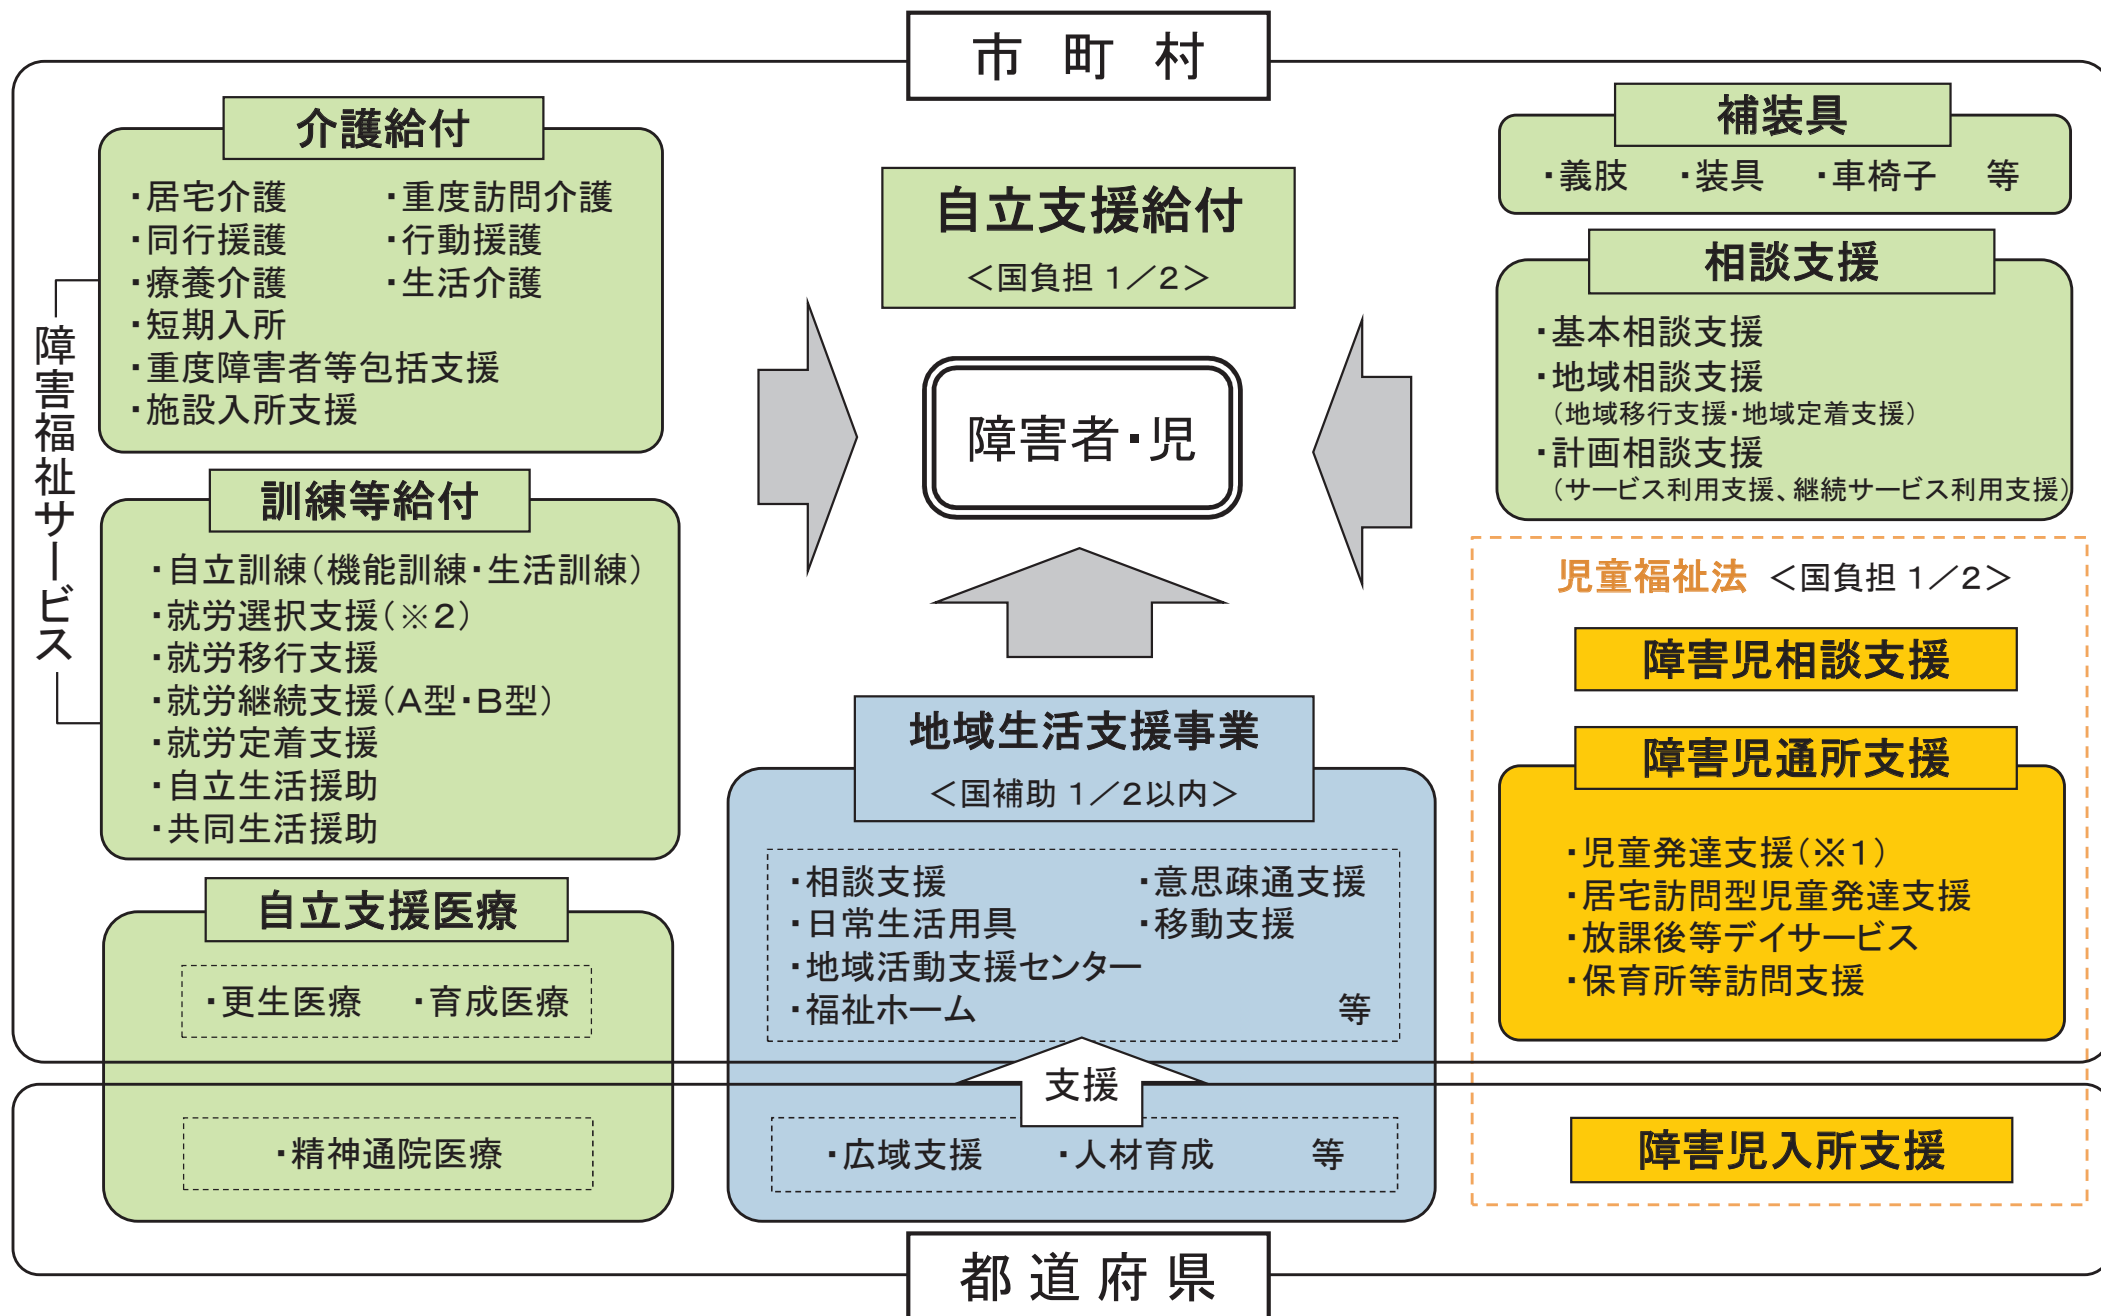 市町村
介護給付
・居宅介護 ・重度訪問介護
・同行援護 ・行動援護
・療養介護 ・生活介護
・短期入所
・重度障害者等包括支援
・施設入所支援
障害福祉サービス
訓練等給付
・自立訓練(機能訓練・生活訓練)
・就労選択支援(※2)
・就労移行支援
・就労継続支援(A型・B型)
・就労定着支援
・自立生活援助
・共同生活援助
自立支援医療
・更生医療 ・育成医療
・精神通院医療
自立支援給付
<国負担 1/2>
障害者・児
地域生活支援事業
<国補助 1/2以内>
・相談支援 ・意思疎通支援
・日常生活用具 ・移動支援
・地域活動支援センター
・福祉ホーム 等
支援
・広域支援 ・人材育成 等
補装具
・義肢 ・装具 ・車椅子 等
相談支援
・基本相談支援
・地域相談支援
(地域移行支援・地域定着支援)
・計画相談支援
(サービス利用支援、継続サービス利用支援)
児童福祉法 <国負担 1/2>
障害児相談支援
障害児通所支援
・児童発達支援(※1)
・居宅訪問型児童発達支援
・放課後等デイサービス
・保育所等訪問支援
障害児入所支援
都道府県